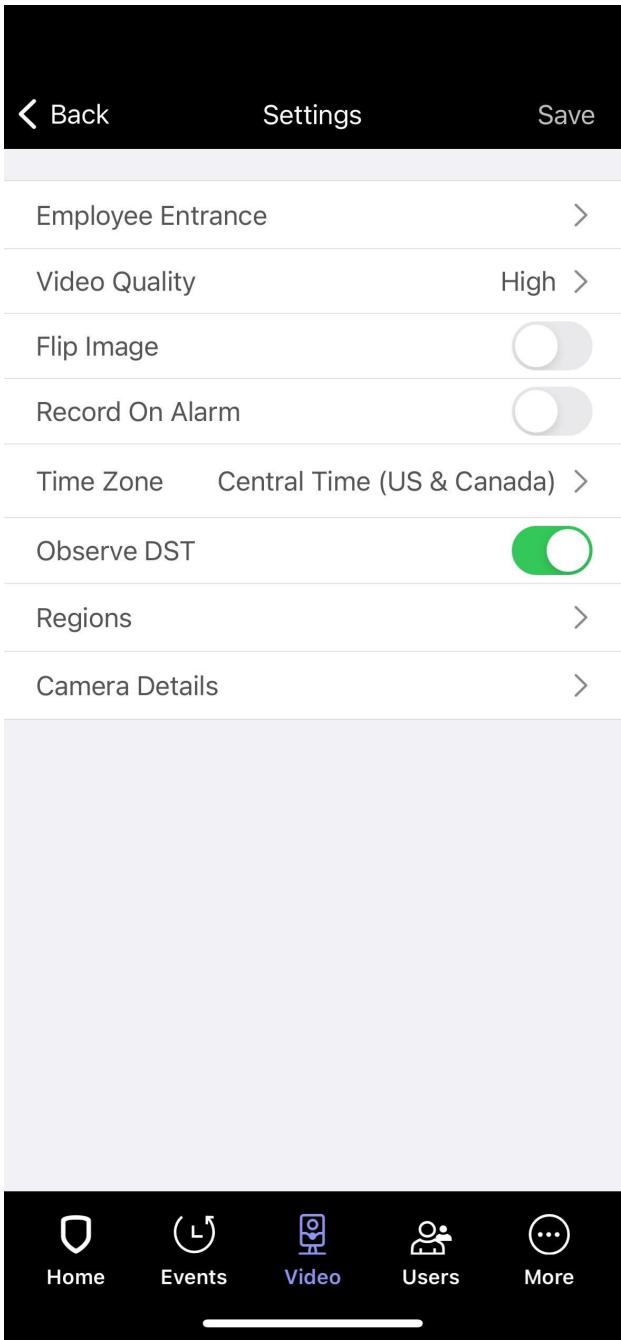 Back Settings Save
Employee Entrance
Video Quality High
Flip Image
Record On Alarm
Time Zone Central Time (US & Canada)
Observe DST
Regions
Camera Details
Home Events Video Users More